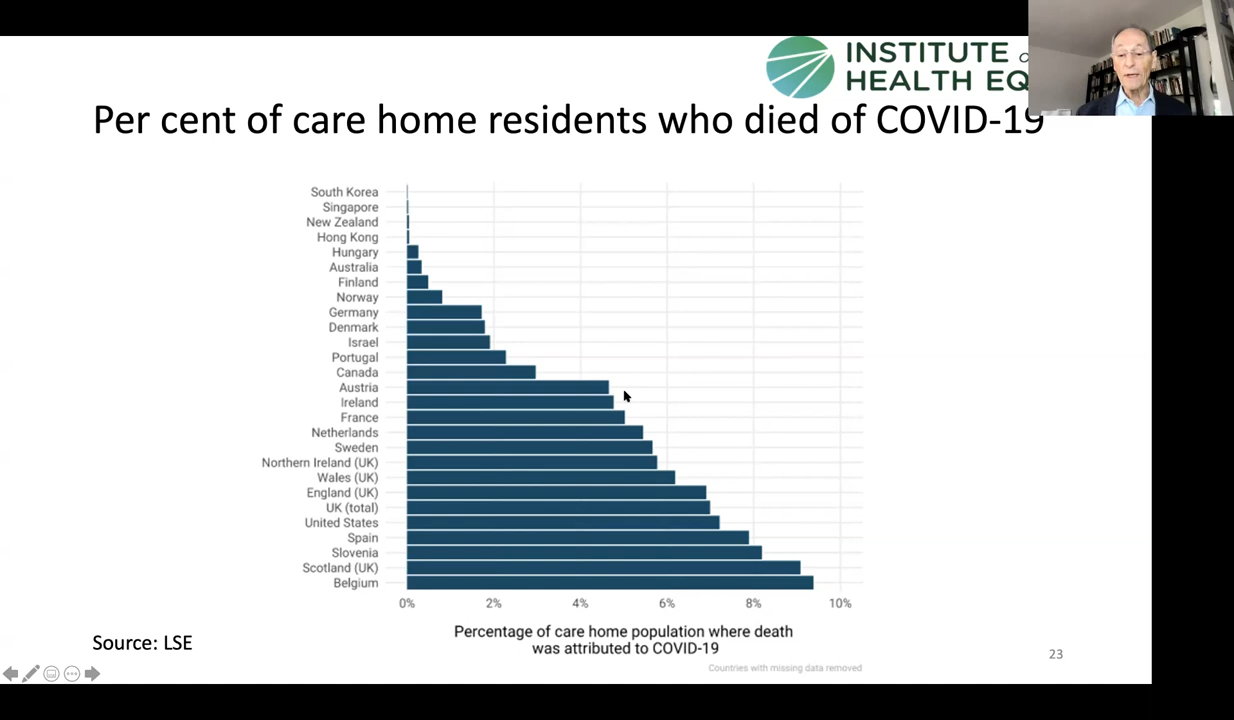 INSTITUTE
HEALTH EQ
Per cent of care home residents who died of COVID-19
South Korea
Singapore
New Zealand
Hong Kong
Hungary
Australia
Finland
Norway
Germany
Denmark
Israel
Portugal
Canada
Austria
Ireland
France
Netherlands
Sweden
Northern Ireland (UK)
Wales (UK)
England (UK)
UK (total)
United States
Spain
Slovenia
Scotland (UK)
Belgium
0% 2% 4% 6% 8% 10%
Percentage of care home population where death
was attributed to COVID-19
Countries with missing data removed
Source: LSE
23